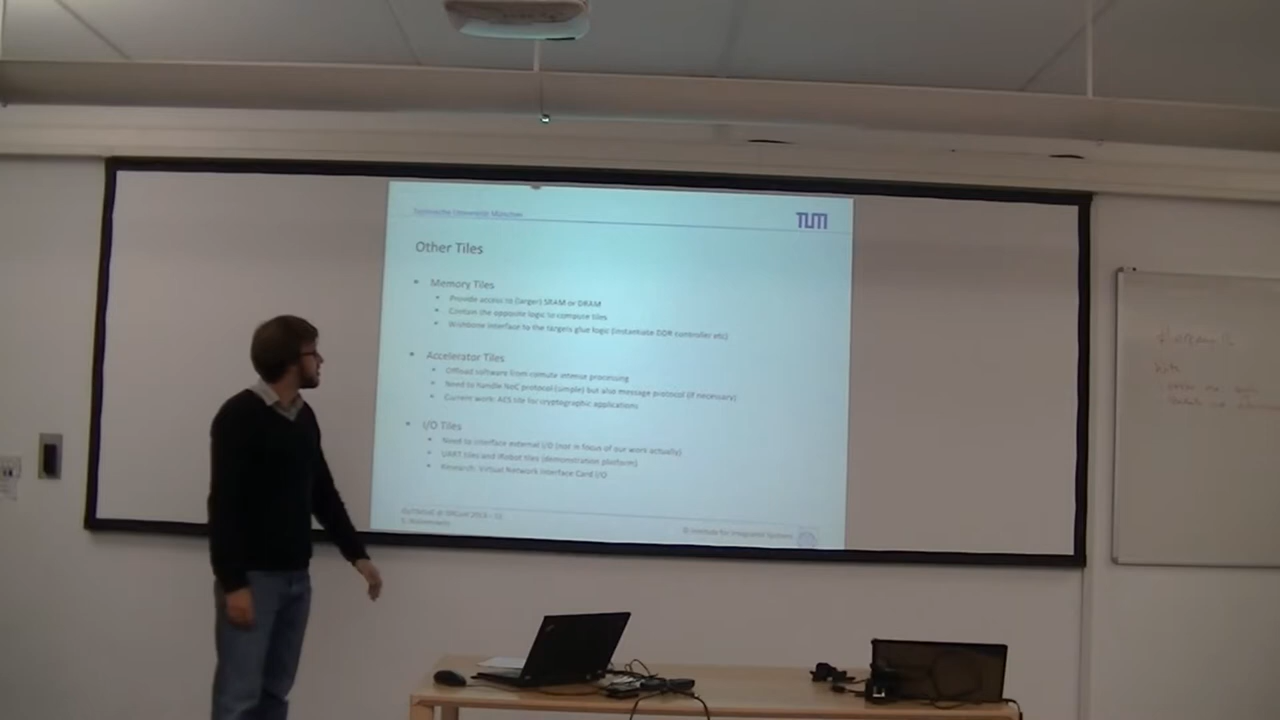 Technische Universität München
TUM
Other Tiles
Memory Tiles
Provide access to (larger) SRAM or DRAM
Contain the opposite logic to compute tiles
Wishbone interface to the targets glue logic (instantiate DDR controller etc)
Accelerator Tiles
Offload software from comute intense processing
Need to handle NoC protocol (simple) but also message protocol (if necessary)
Current work: AES tile for cryptographic applications
I/O Tiles
Need to interface external I/O (nor in focus of our work actually)
UART tiles and iRobot tiles (demonstration platform)
Research: Virtual Network Interface Card I/O
© Institute for Integrated Systems